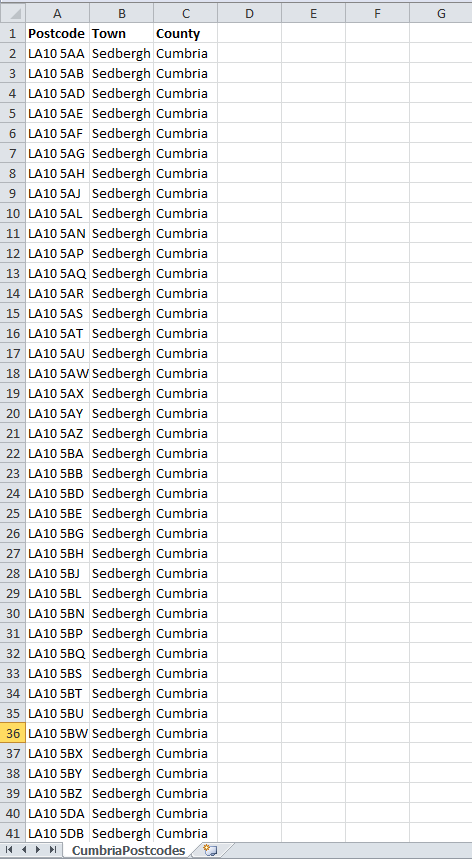 A B C D E F G
1 Postcode Town County
2 LA10 5AA Sedbergh Cumbria
3 LA10 5AB Sedbergh Cumbria
4 LA10 5AD Sedbergh Cumbria
5 LA10 5AE Sedbergh Cumbria
6 LA10 5AF Sedbergh Cumbria
7 LA10 5AG Sedbergh Cumbria
8 LA10 5AH Sedbergh Cumbria
9 LA10 5AJ Sedbergh Cumbria
10 LA10 5AL Sedbergh Cumbria
11 LA10 5AN Sedbergh Cumbria
12 LA10 5AP Sedbergh Cumbria
13 LA10 5AQ Sedbergh Cumbria
14 LA10 5AR Sedbergh Cumbria
15 LA10 5AS Sedbergh Cumbria
16 LA10 5AT Sedbergh Cumbria
17 LA10 5AU Sedbergh Cumbria
18 LA10 5AW Sedbergh Cumbria
19 LA10 5AX Sedbergh Cumbria
20 LA10 5AY Sedbergh Cumbria
21 LA10 5AZ Sedbergh Cumbria
22 LA10 5BA Sedbergh Cumbria
23 LA10 5BB Sedbergh Cumbria
24 LA10 5BD Sedbergh Cumbria
25 LA10 5BE Sedbergh Cumbria
26 LA10 5BG Sedbergh Cumbria
27 LA10 5BH Sedbergh Cumbria
28 LA10 5BJ Sedbergh Cumbria
29 LA10 5BL Sedbergh Cumbria
30 LA10 5BN Sedbergh Cumbria
31 LA10 5BP Sedbergh Cumbria
32 LA10 5BQ Sedbergh Cumbria
33 LA10 5BS Sedbergh Cumbria
34 LA10 5BT Sedbergh Cumbria
35 LA10 5BU Sedbergh Cumbria
36 LA10 5BW Sedbergh Cumbria
37 LA10 5BX Sedbergh Cumbria
38 LA10 5BY Sedbergh Cumbria
39 LA10 5BZ Sedbergh Cumbria
40 LA10 5DA Sedbergh Cumbria
41 LA10 5DB Sedbergh Cumbria
CumbriaPostcodes